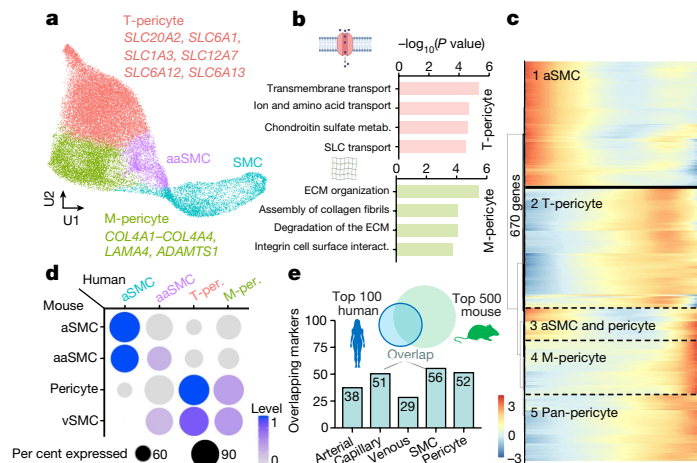 a
T-pericyte
SLC20A2, SLC6A1,
SLC1A3, SLC12A7
SLC6A12, SLC6A13
aaSMC
SMC
U2
U1
M-pericyte
COL4A1–COL4A4,
LAMA4, ADAMTS1
b
–log10(P value)
0 2 4 6
Transmembrane transport
Ion and amino acid transport
Chondroitin sulfate metab.
SLC transport
T-pericyte
0 2 4 6
ECM organization
Assembly of collagen fibrils
Degradation of the ECM
Integrin cell surface interact.
M-pericyte
c
670 genes
1 aSMC
2 T-pericyte
3 aSMC and pericyte
4 M-pericyte
5 Pan-pericyte
3
–3
d
Human
Mouse
aSMC
aaSMC
T-per.
M-per.
aSMC
aaSMC
Pericyte
vSMC
Level
1
0
Per cent expressed
60
90
e
Top 100
human
Top 500
mouse
Overlap
Overlapping markers
100
75
50
25
0
38
51
29
56
52
Arterial
Capillary
Venous
SMC
Pericyte